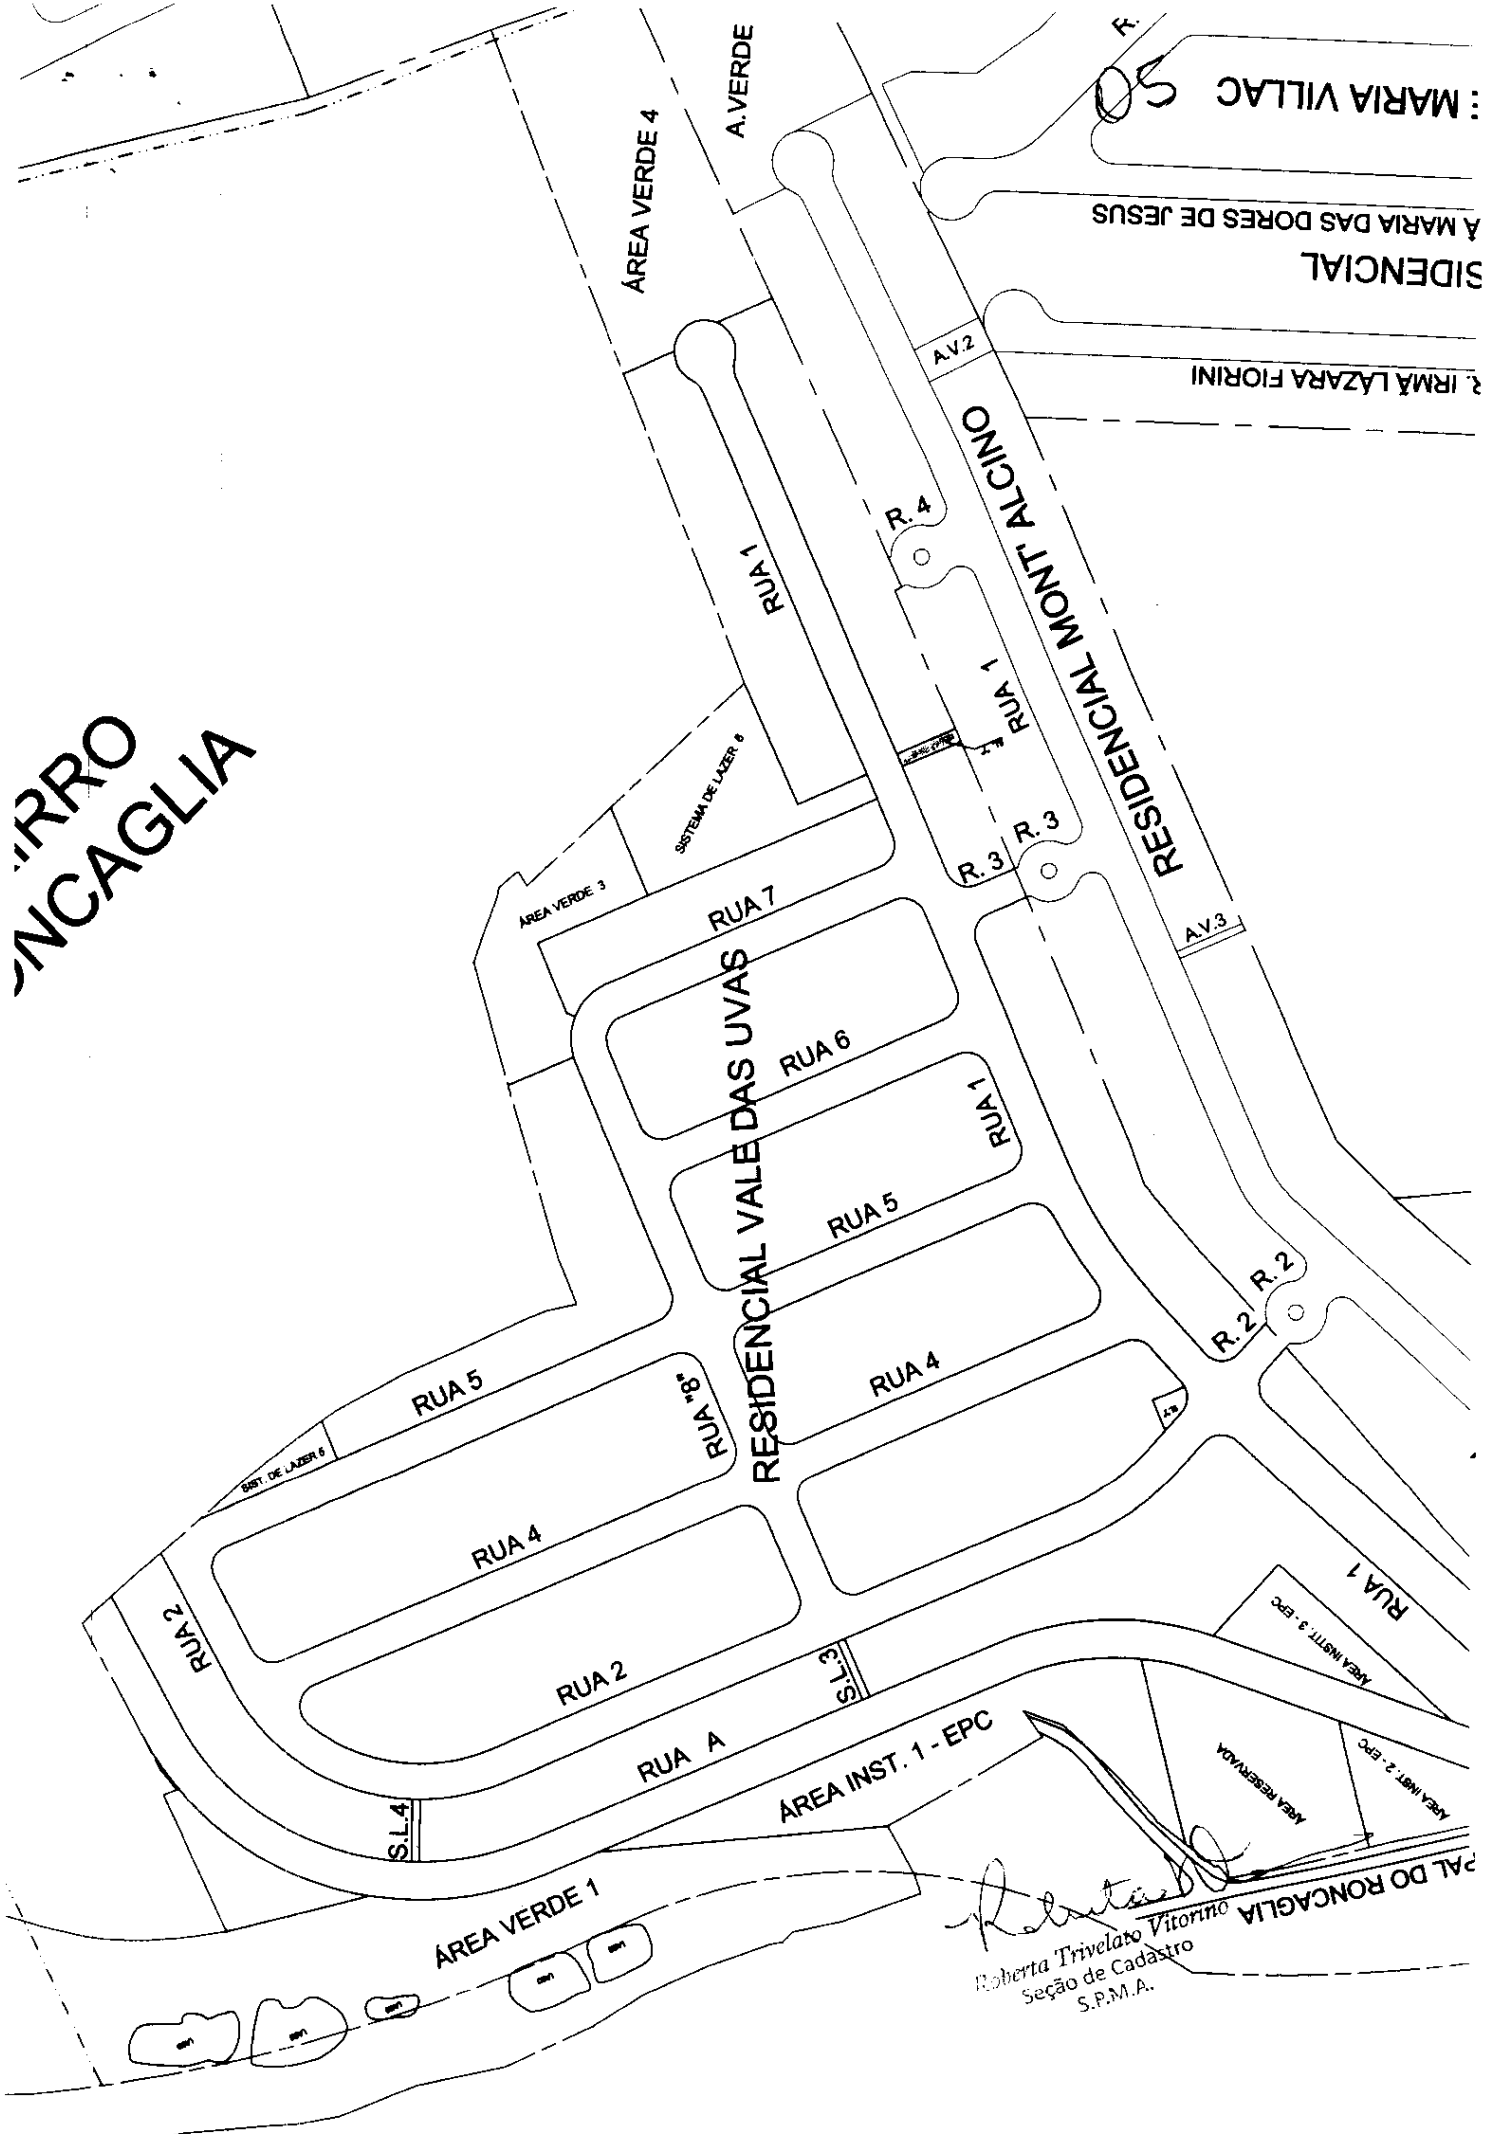 R.
05
MARIA VILLAC
A.VERDE
ÁREA VERDE 4
Ã MARIA DAS DORES DE JESUS
SIDENCIAL
A.V.2
R. IRMÃ LÁZARA FIORINI
RESIDENCIAL MONT' ALCINO
R. 4
RUA 1
RUA 1
IRRO
ONCAGLIA
SISTEMA DE LAZER 6
R. 3
R. 3
ÁREA VERDE 3
RUA 7
A.V.3
RESIDENCIAL VALE DAS UVAS
RUA 6
RUA 1
RUA 5
R. 2
R. 2
RUA 4
RUA 5
RUA "8"
SIST. DE LAZER 5
RUA 4
RUA 1
RUA 2
ÁREA INSTIT. 3 - EPC
RUA 2
S.L.3
RUA A
ÁREA INST. 1 - EPC
ÁREA RESERVADA
ÁREA INST. 2 - EPC
S.L.4
PAL DO RONCAGLIA
ÁREA VERDE 1
Roberta Trivelato Vitorino
Seção de Cadastro
S.P.M.A.